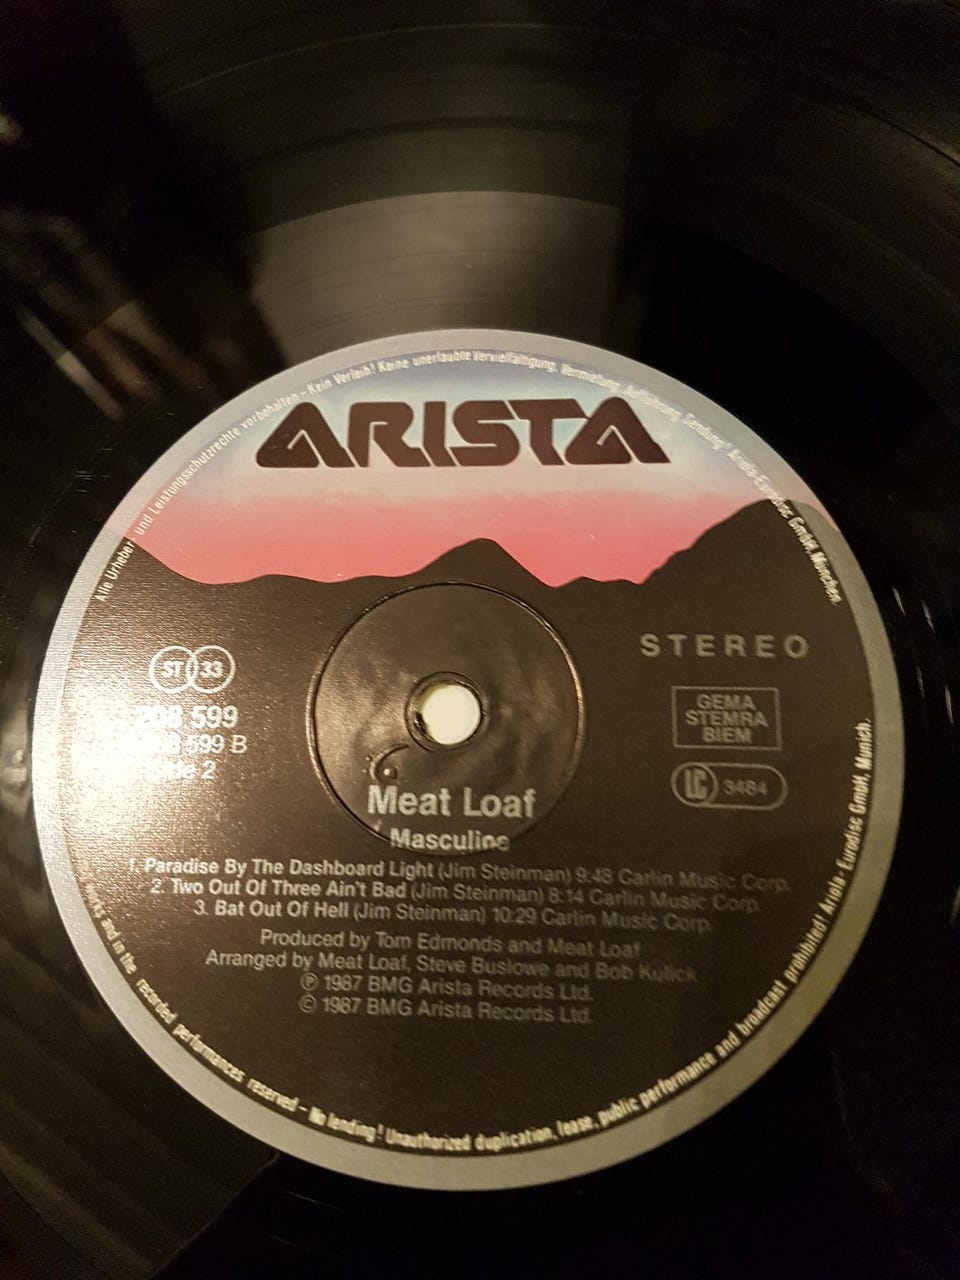 Alle Urheber- und Leistungsschutzrechte vorbehalten – Kein Verleih! Keine unerlaubte Vervielfältigung, Vermietung, Aufführung, Sendung! Ariola-Eurodisc GmbH, München.
ARISTA
STEREO
ST 33
GEMA
STEMRA
BIEM
599
599 B
2
LC 3484
Meat Loaf
Masculine
1. Paradise By The Dashboard Light (Jim Steinman) 9:48 Carlin Music Corp.
2. Two Out Of Three Ain't Bad (Jim Steinman) 8:14 Carlin Music Corp.
3. Bat Out Of Hell (Jim Steinman) 10:29 Carlin Music Corp.
Produced by Tom Edmonds and Meat Loaf
Arranged by Meat Loaf, Steve Buslowe and Bob Kulick
℗ 1987 BMG Arista Records Ltd.
© 1987 BMG Arista Records Ltd.
works and in the recorded performances reserved – No lending! Unauthorized duplication, lease, public performance and broadcast prohibited! Ariola-Eurodisc GmbH, Munich.